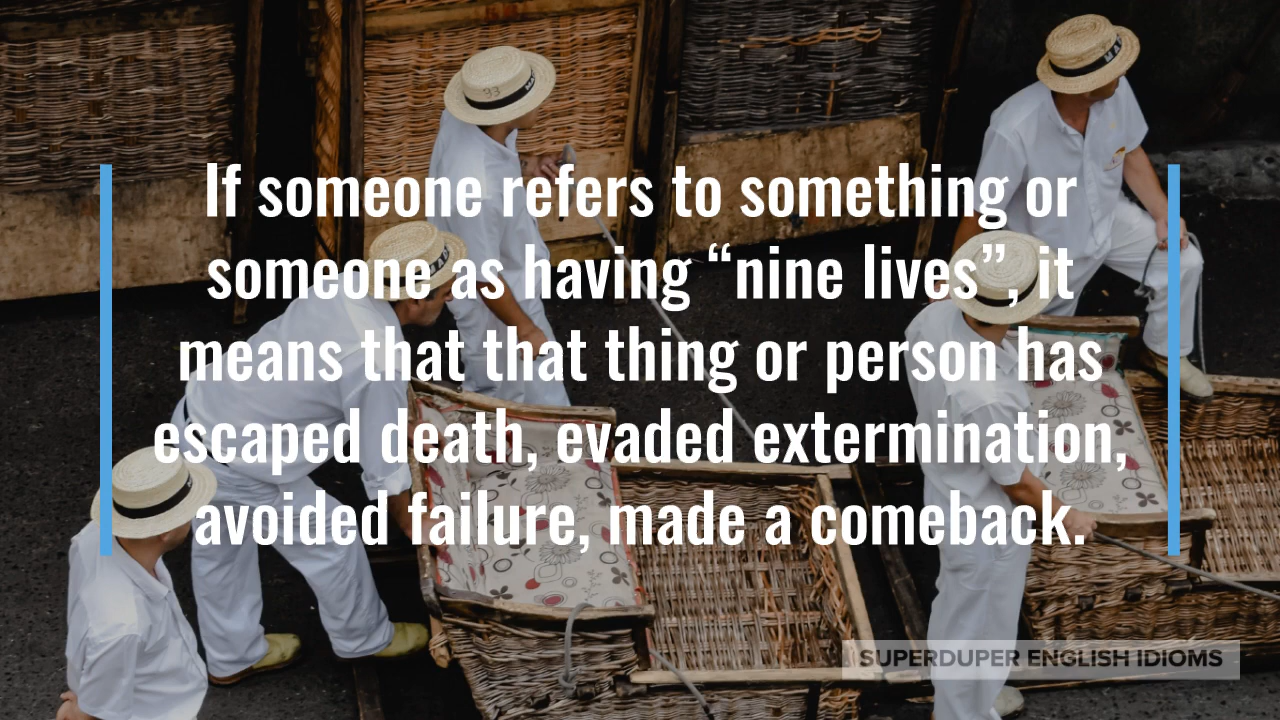 If someone refers to something or
someone as having “nine lives”, it
means that that thing or person has
escaped death, evaded extermination,
avoided failure, made a comeback.
SUPERDUPER ENGLISH IDIOMS
33